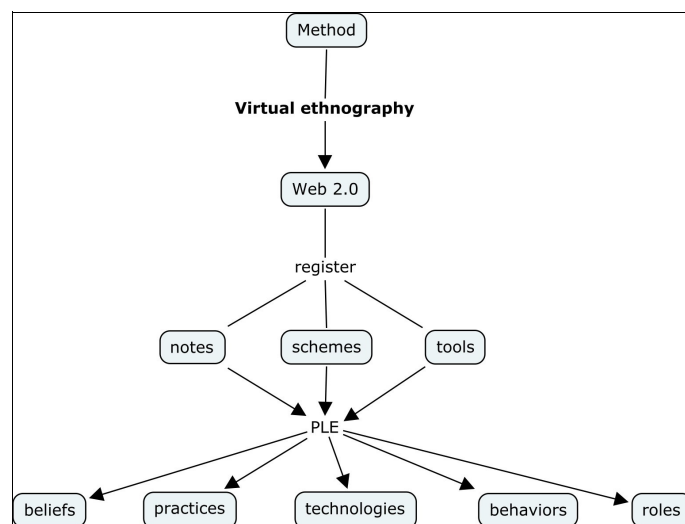 Method
Virtual ethnography
Web 2.0
register
notes schemes tools
PLE
beliefs practices technologies behaviors roles